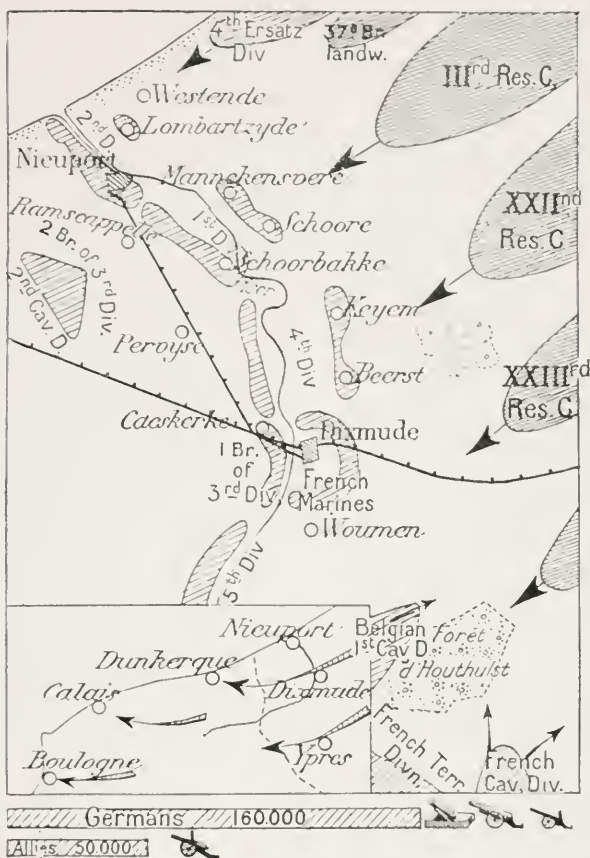 4th Ersatz
Div
37e Bn.
landw.
IIIrd Res. C.
Westende
2nd D.
Lombartzyde
Nieuport
Mannekensvere
XXIInd
Res. C
Ramscappelle
1st D.
Schoore
2 Br. of 3rd Div.
2nd Cav. D
Schoorbakke
Keyem
Pervyse
4th Div
Beerst
XXIIIrd
Res. C.
Caeskerke
Dixmude
1 Br.
of
3rd Div.
French
Marines
Woumen
5th Div
Nieuport
Belgian
1st Cav D
Forêt
d'Houthulst
Dunkerque
Dixmude
Calais
Ypres
Boulogne
French Terr.
Divn.
French
Cav. Div.
Germans 160.000
Allies 50.000